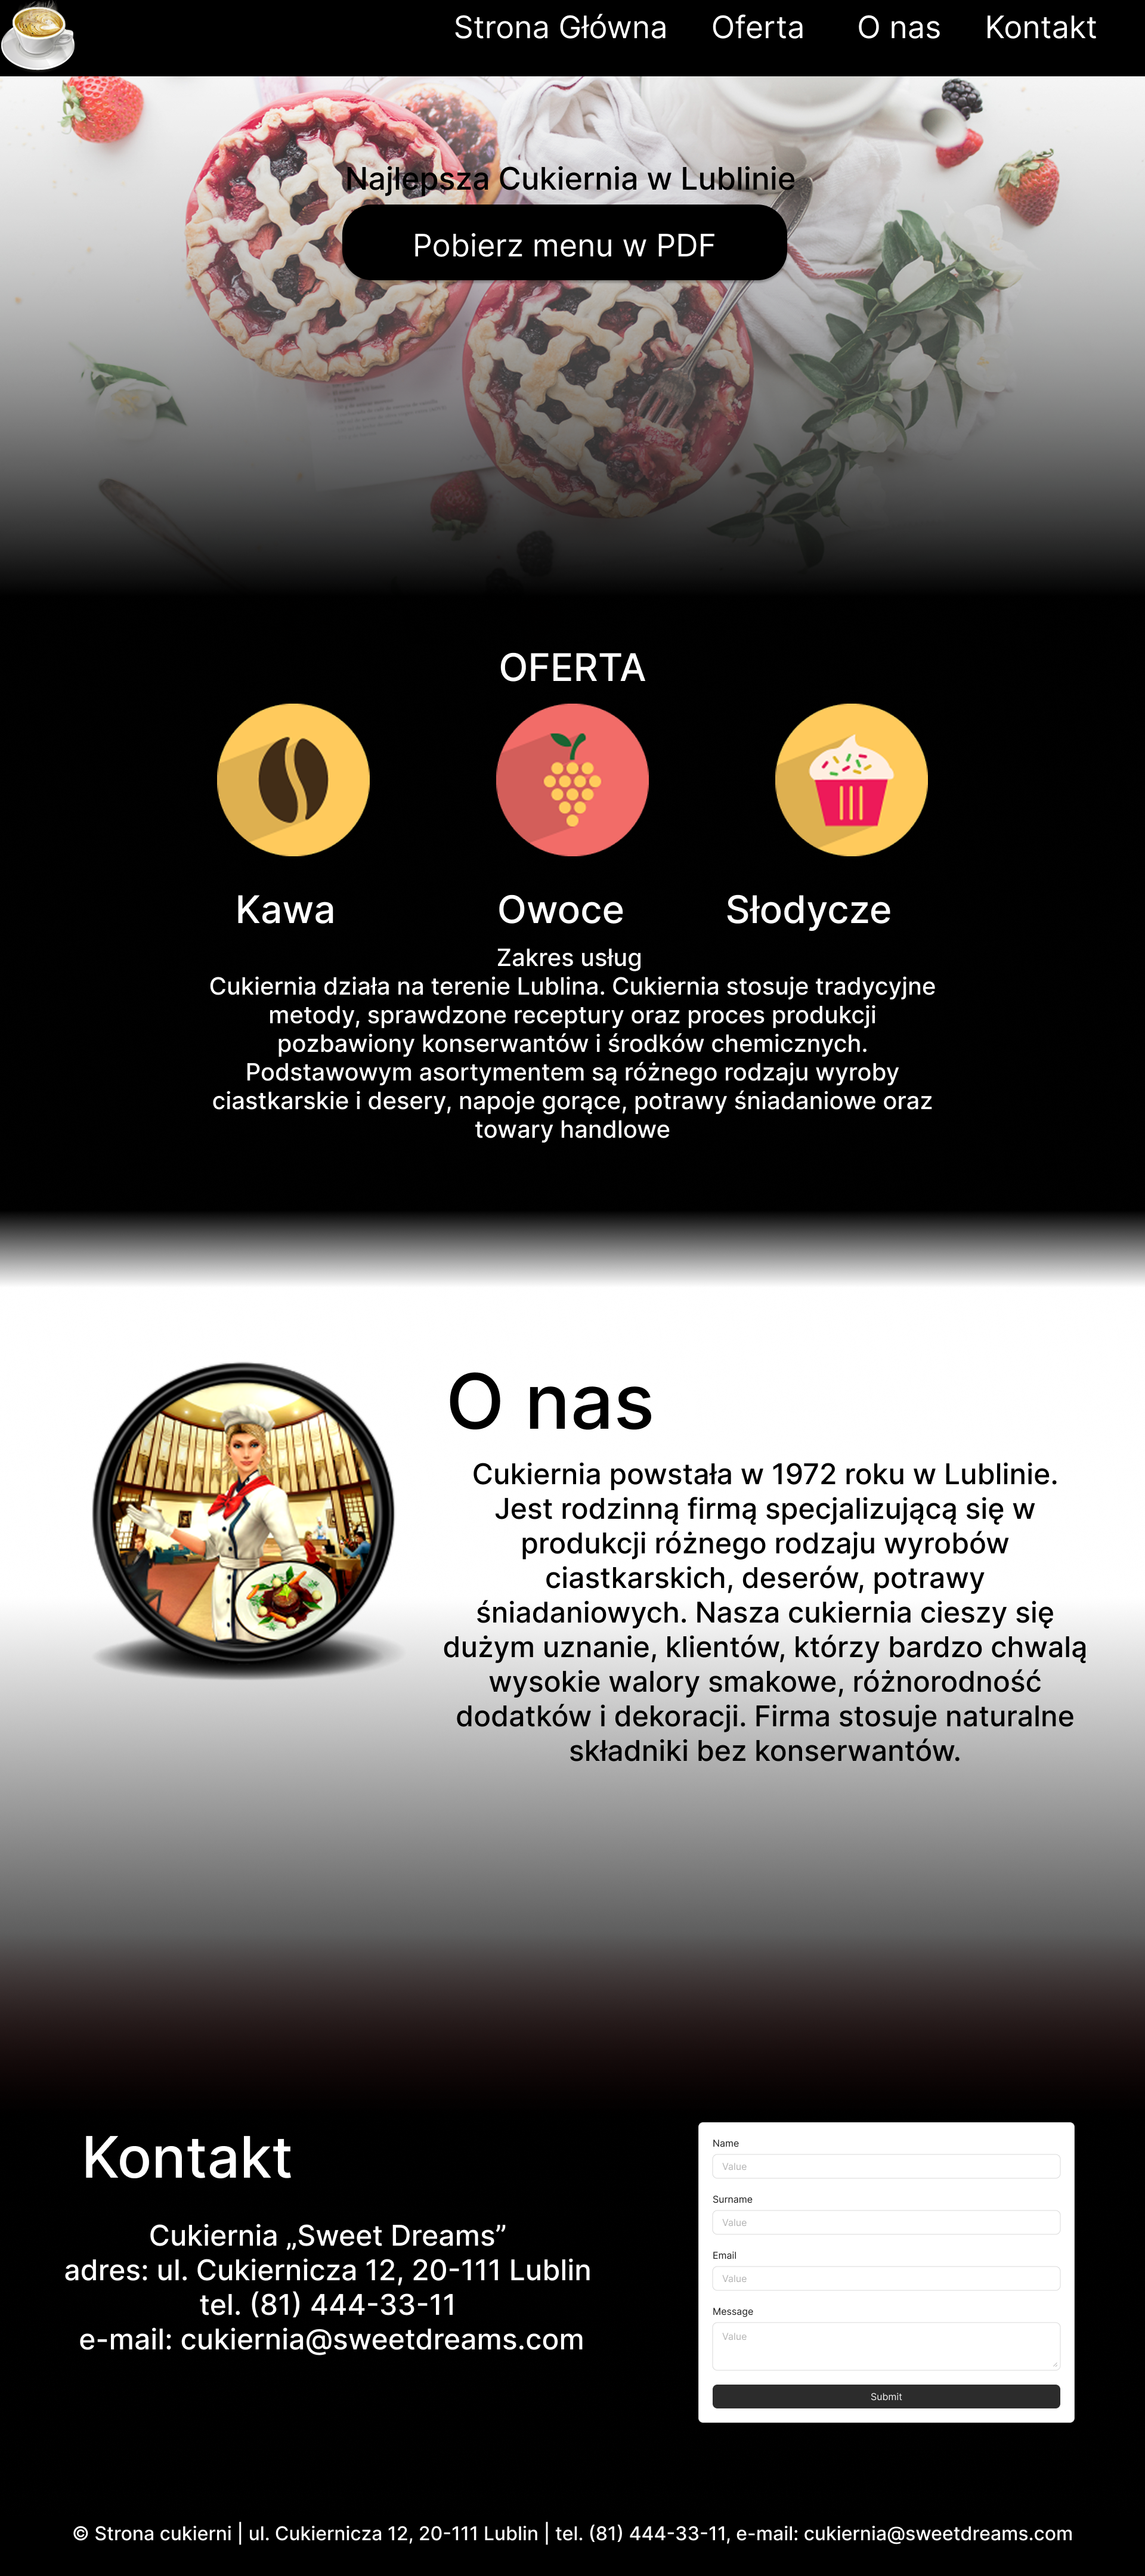 Strona Główna Oferta O nas Kontakt
Najlepsza Cukiernia w Lublinie
Pobierz menu w PDF
OFERTA
Kawa Owoce Słodycze
Zakres usług
Cukiernia działa na terenie Lublina. Cukiernia stosuje tradycyjne
metody, sprawdzone receptury oraz proces produkcji
pozbawiony konserwantów i środków chemicznych.
Podstawowym asortymentem są różnego rodzaju wyroby
ciastkarskie i desery, napoje gorące, potrawy śniadaniowe oraz
towary handlowe
O nas
Cukiernia powstała w 1972 roku w Lublinie.
Jest rodzinną firmą specjalizującą się w
produkcji różnego rodzaju wyrobów
ciastkarskich, deserów, potrawy
śniadaniowych. Nasza cukiernia cieszy się
dużym uznanie, klientów, którzy bardzo chwalą
wysokie walory smakowe, różnorodność
dodatków i dekoracji. Firma stosuje naturalne
składniki bez konserwantów.
Kontakt
Cukiernia „Sweet Dreams”
adres: ul. Cukiernicza 12, 20-111 Lublin
tel. (81) 444-33-11
e-mail: cukiernia@sweetdreams.com
Name
Value
Surname
Value
Email
Value
Message
Value
Submit
© Strona cukierni | ul. Cukiernicza 12, 20-111 Lublin | tel. (81) 444-33-11, e-mail: cukiernia@sweetdreams.com